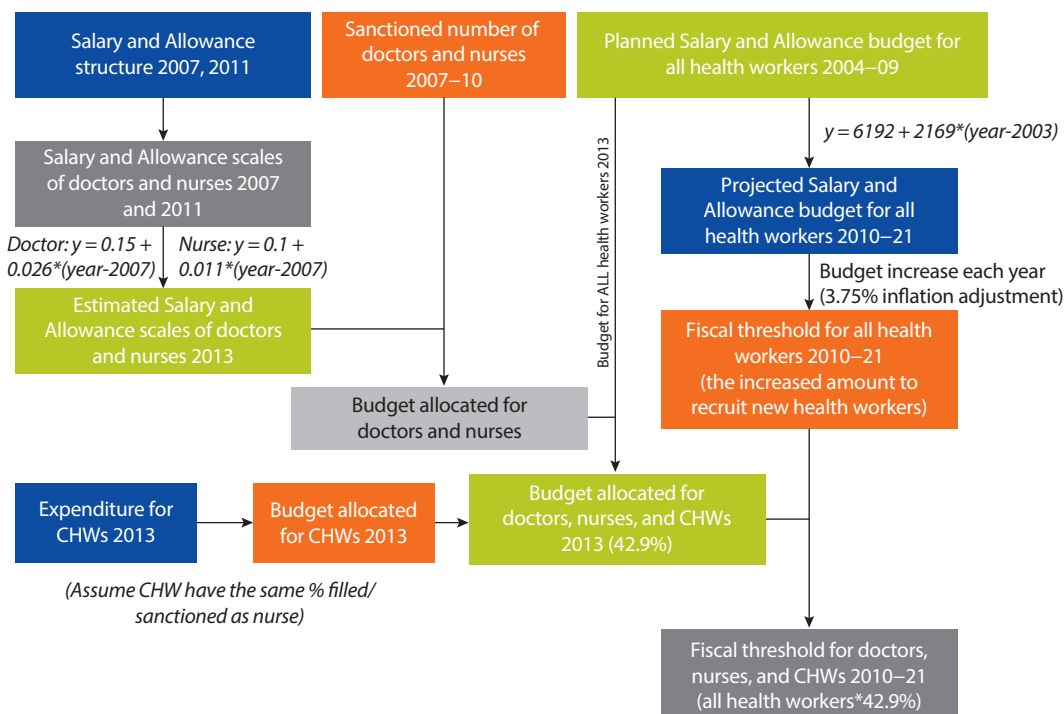 Salary and Allowance
structure 2007, 2011
Sanctioned number of
doctors and nurses
2007–10
Planned Salary and Allowance budget for
all health workers 2004–09
y = 6192 + 2169*(year-2003)
Salary and Allowance scales
of doctors and nurses 2007
and 2011
Projected Salary and
Allowance budget for all
health workers 2010–21
Budget for ALL health workers 2013
Doctor: y = 0.15 +
0.026*(year-2007)
Nurse: y = 0.1 +
0.011*(year-2007)
Budget increase each year
(3.75% inflation adjustment)
Estimated Salary and
Allowance scales of doctors
and nurses 2013
Fiscal threshold for all health
workers 2010–21
(the increased amount to
recruit new health workers)
Budget allocated for
doctors and nurses
Expenditure for
CHWs 2013
Budget allocated
for CHWs 2013
Budget allocated for
doctors, nurses, and CHWs
2013 (42.9%)
(Assume CHW have the same % filled/
sanctioned as nurse)
Fiscal threshold for doctors,
nurses, and CHWs 2010–21
(all health workers*42.9%)